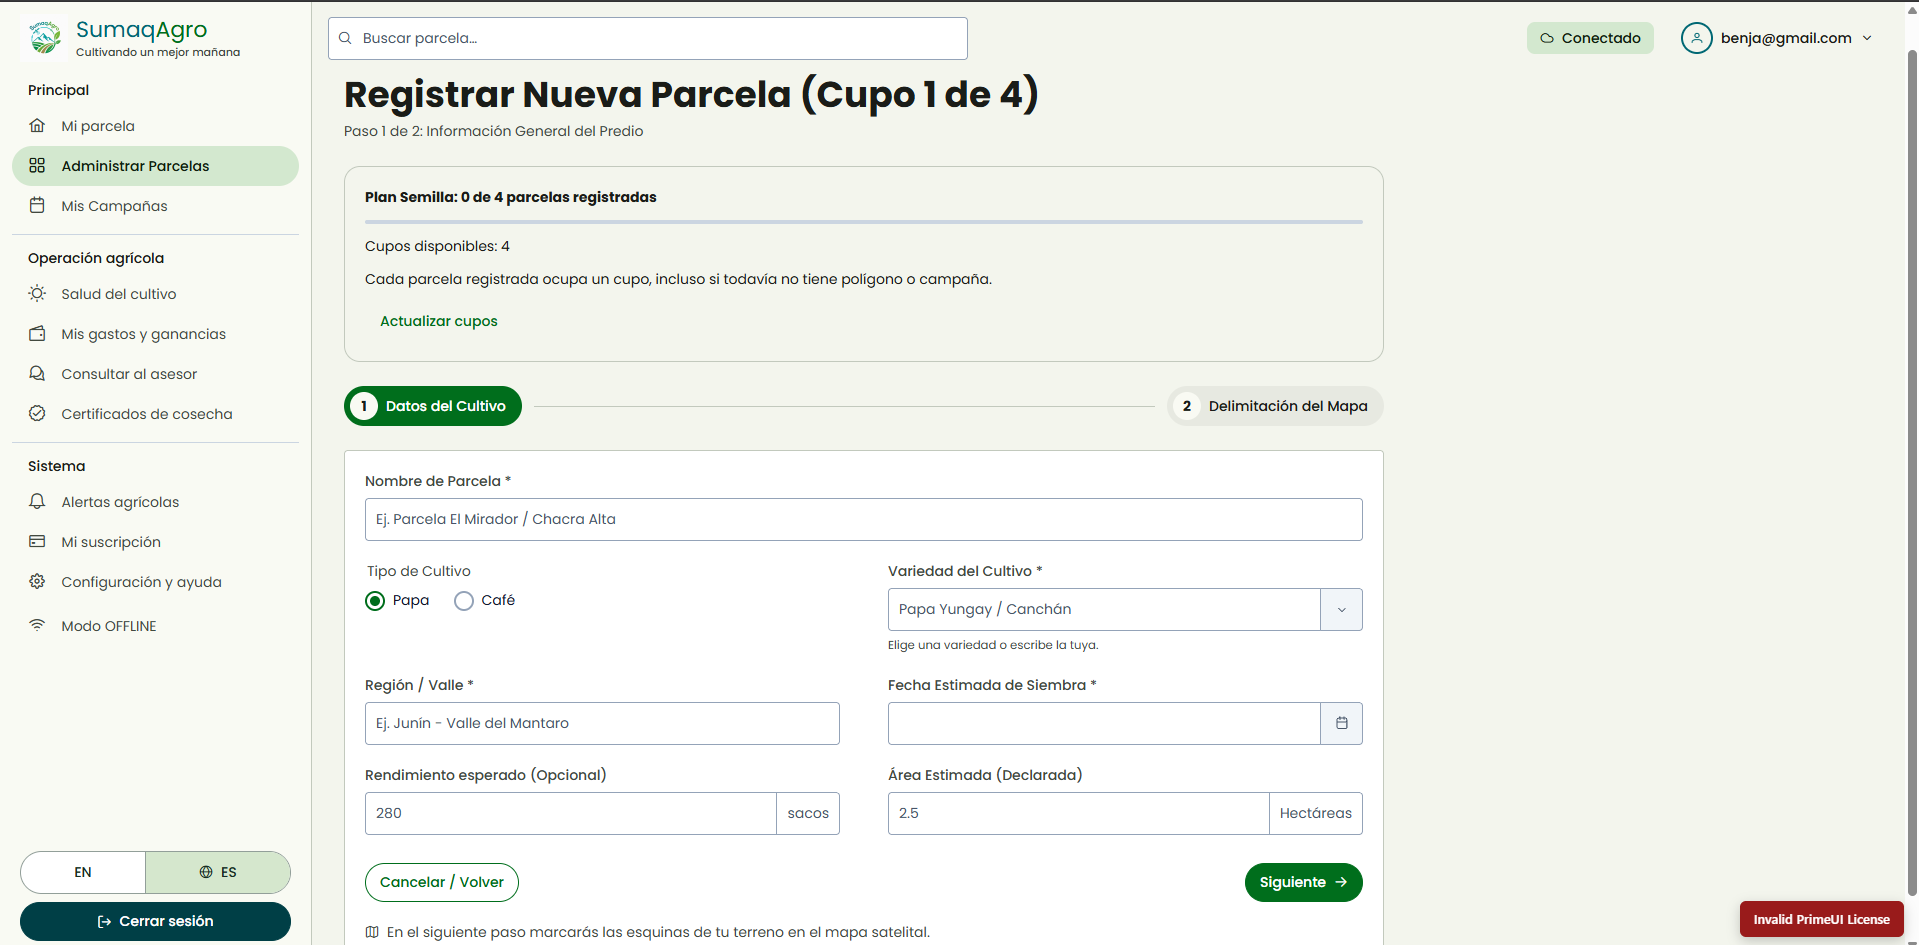 SumaqAgro
SumaqAgro
Cultivando un mejor mañana
Buscar parcela...
Conectado
benja@gmail.com
Principal
Mi parcela
Administrar Parcelas
Mis Campañas
Operación agrícola
Salud del cultivo
Mis gastos y ganancias
Consultar al asesor
Certificados de cosecha
Sistema
Alertas agrícolas
Mi suscripción
Configuración y ayuda
Modo OFFLINE
EN
ES
Cerrar sesión
Registrar Nueva Parcela (Cupo 1 de 4)
Paso 1 de 2: Información General del Predio
Plan Semilla: 0 de 4 parcelas registradas
Cupos disponibles: 4
Cada parcela registrada ocupa un cupo, incluso si todavía no tiene polígono o campaña.
Actualizar cupos
1 Datos del Cultivo
2 Delimitación del Mapa
Nombre de Parcela *
Ej. Parcela El Mirador / Chacra Alta
Tipo de Cultivo
Papa
Café
Variedad del Cultivo *
Papa Yungay / Canchán
Elige una variedad o escribe la tuya.
Región / Valle *
Ej. Junín - Valle del Mantaro
Fecha Estimada de Siembra *
Rendimiento esperado (Opcional)
280
sacos
Área Estimada (Declarada)
2.5
Hectáreas
Cancelar / Volver
Siguiente
En el siguiente paso marcarás las esquinas de tu terreno en el mapa satelital.
Invalid PrimeUI License